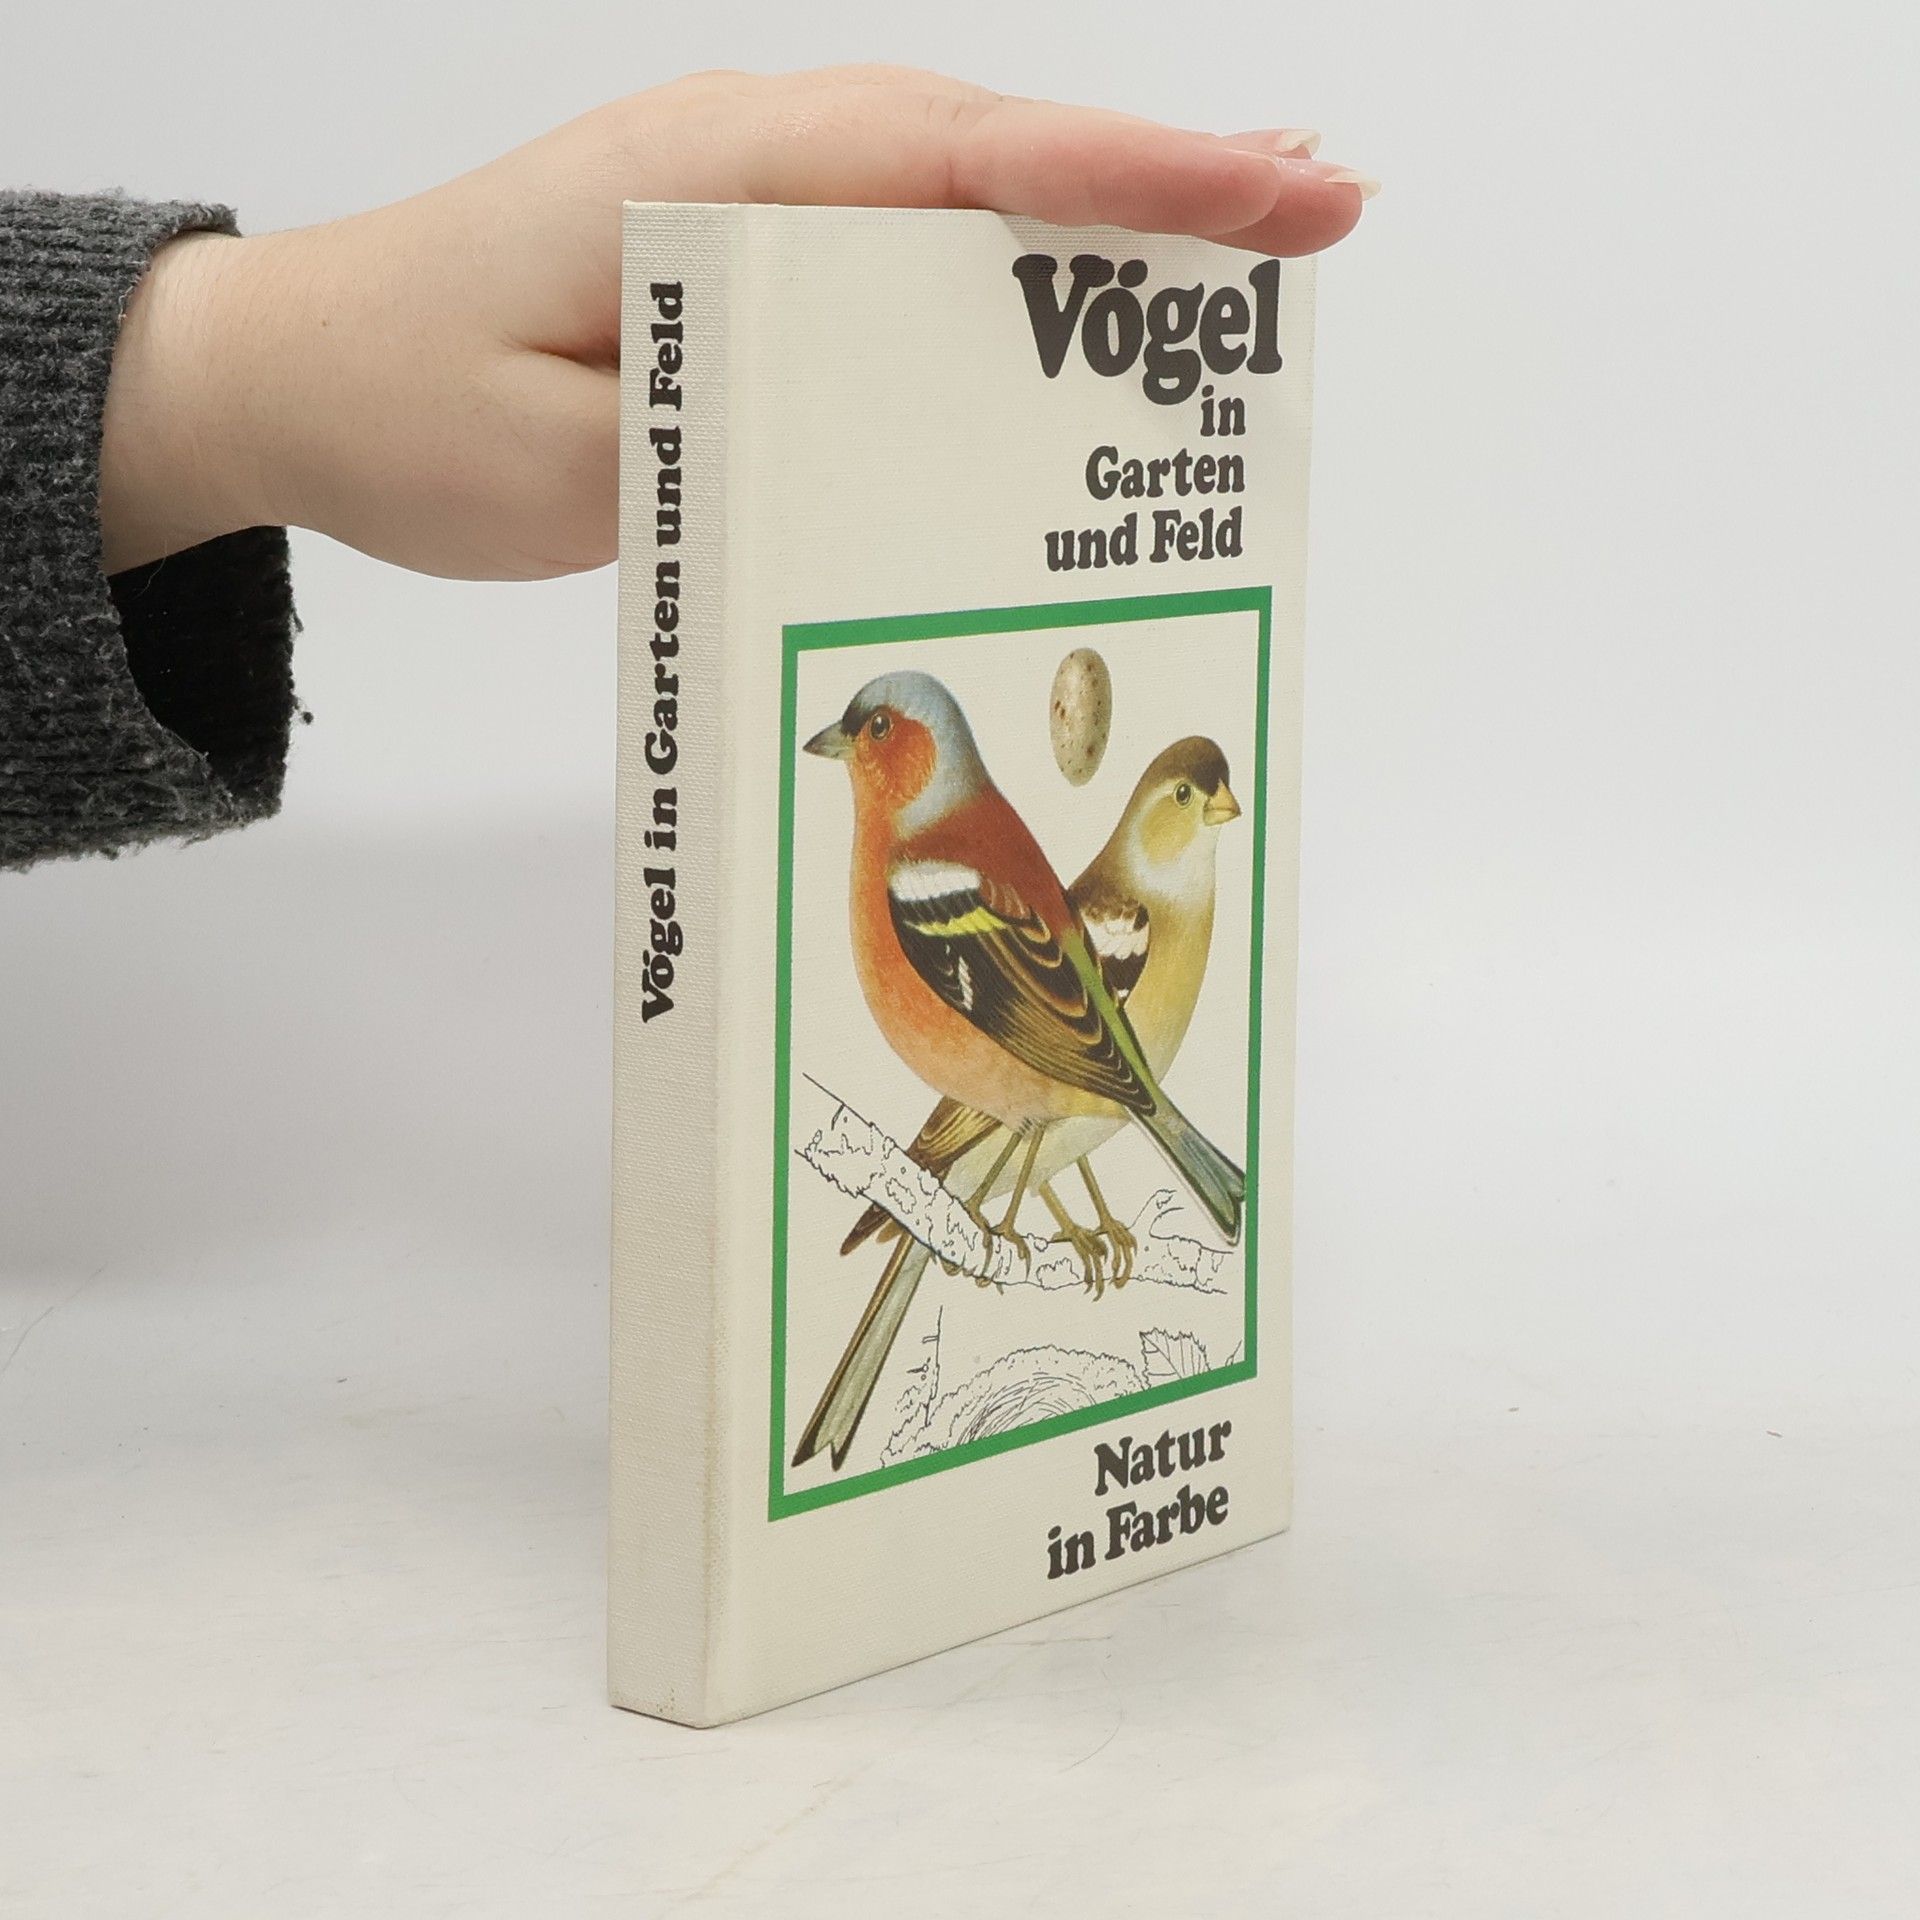 Vögel in Garten und Feld
Vögel
in
Garten
und Feld
Natur
in Farbe